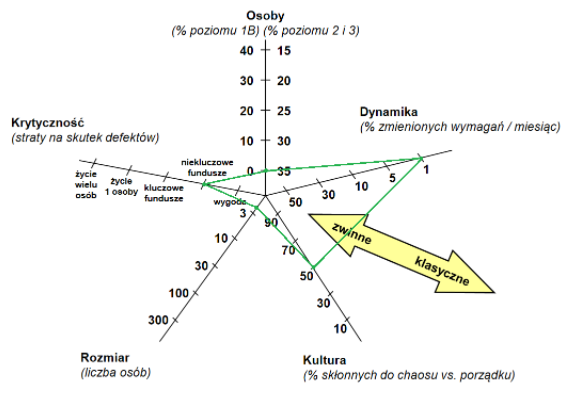 Osoby
(% poziomu 1B) (% poziomu 2 i 3)
40 15
30 20
20 25
10 30
0 35
Dynamika
(% zmienionych wymagań / miesiąc)
50 30 10 5 1
Krytyczność
(straty na skutek defektów)
życie
wielu
osób
życie
1 osoby
kluczowe
fundusze
niekluczowe
fundusze
wygoda
3
10
30
100
300
Rozmiar
(liczba osób)
90
70
50
30
10
Kultura
(% skłonnych do chaosu vs. porządku)
zwinne
klasyczne